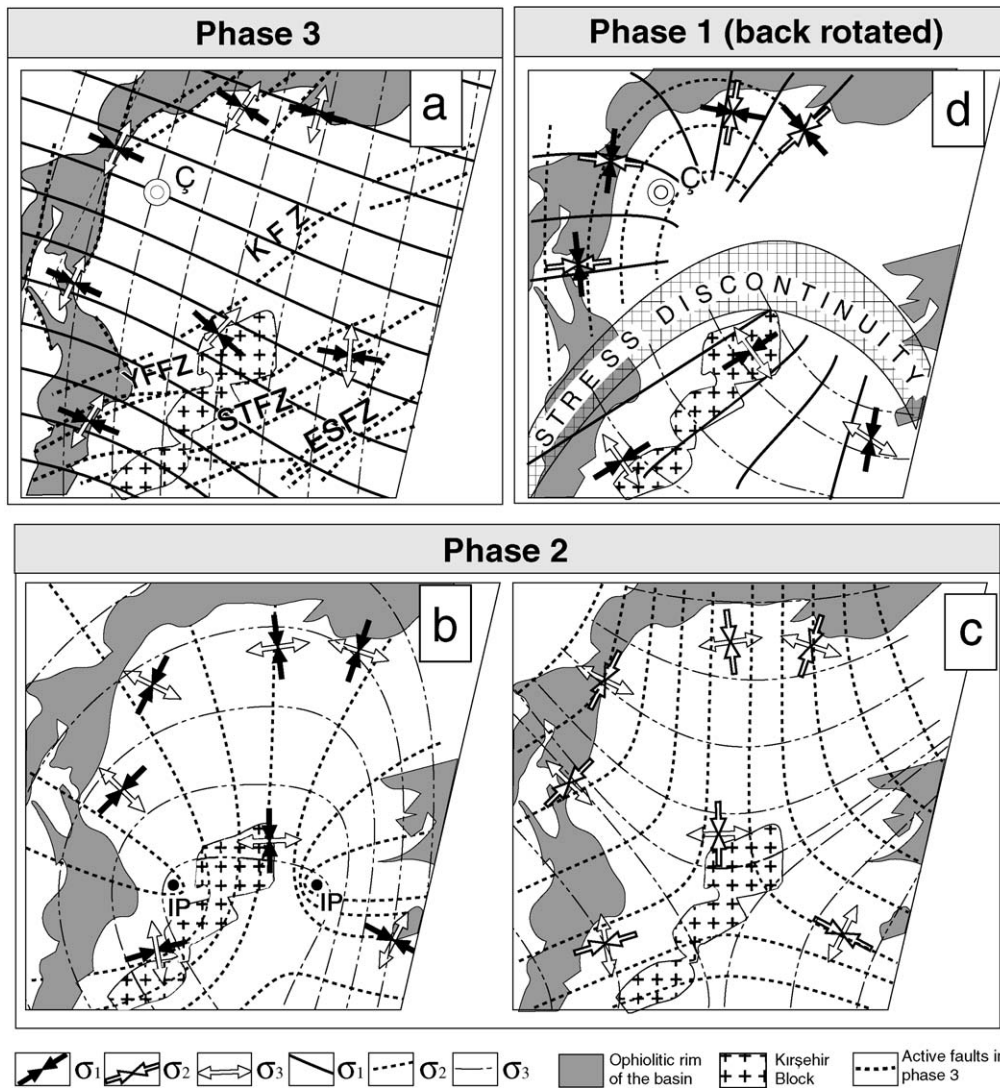 Phase 3
a
Ç
KFZ
YFFZ
STFZ
ESFZ
Phase 1 (back rotated)
d
Ç
STRESS DISCONTINUITY
Phase 2
b
IP
IP
c
σ1 σ2 σ3 σ1 σ2 σ3
Ophiolitic rim
of the basin
Kırşehir
Block
Active faults in
phase 3